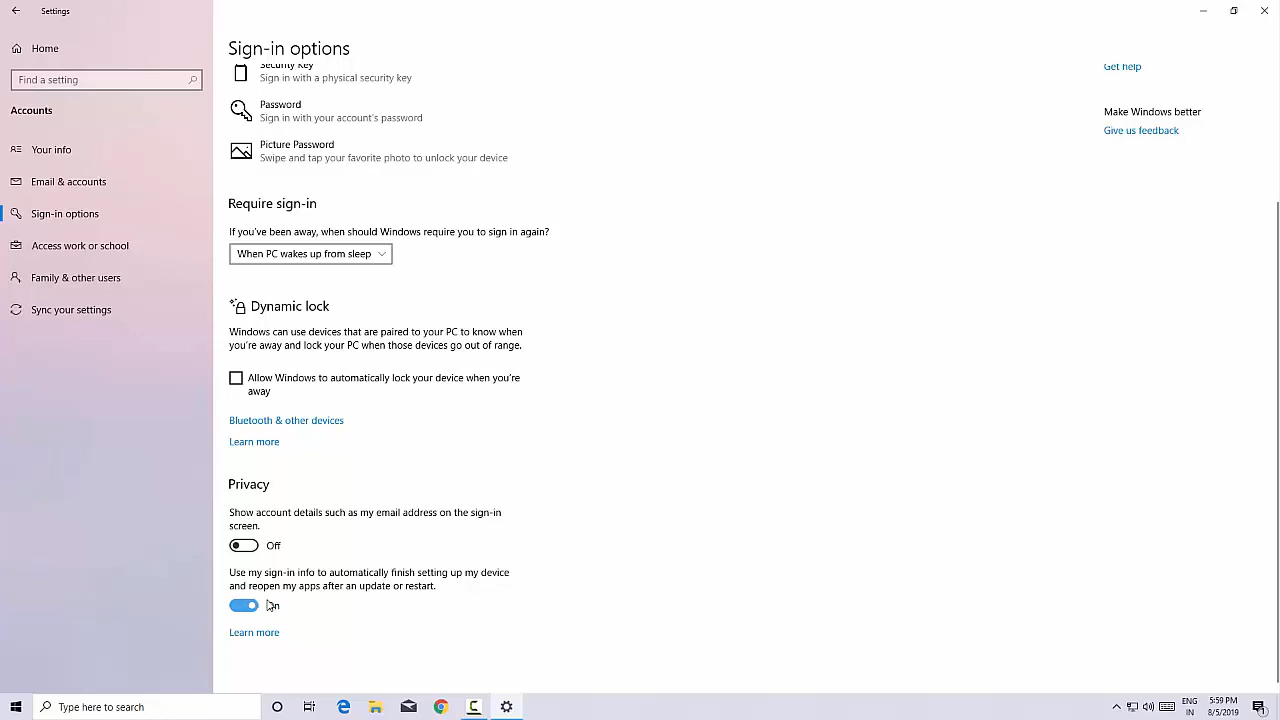 Settings
Home
Find a setting
Accounts
Your info
Email & accounts
Sign-in options
Access work or school
Family & other users
Sync your settings
Sign-in options
Security Key
Sign in with a physical security key
Password
Sign in with your account's password
Picture Password
Swipe and tap your favorite photo to unlock your device
Require sign-in
If you've been away, when should Windows require you to sign in again?
When PC wakes up from sleep
Dynamic lock
Windows can use devices that are paired to your PC to know when
you're away and lock your PC when those devices go out of range.
Allow Windows to automatically lock your device when you're
away
Bluetooth & other devices
Learn more
Privacy
Show account details such as my email address on the sign-in
screen.
Off
Use my sign-in info to automatically finish setting up my device
and reopen my apps after an update or restart.
On
Learn more
Get help
Make Windows better
Give us feedback
Type here to search
ENG
IN
5:59 PM
8/5/2019
1